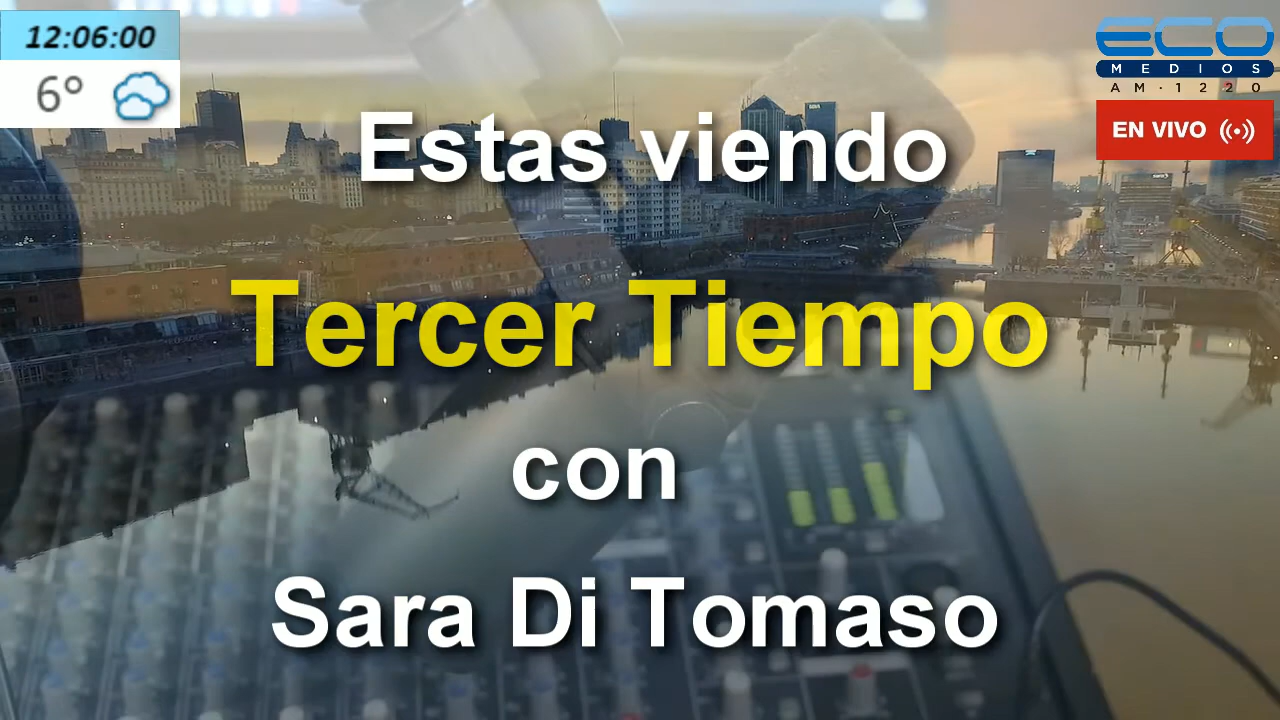 12:06:00
6°
ECO
MEDIOS
AM·1220
EN VIVO
Estas viendo
Tercer Tiempo
con
Sara Di Tomaso